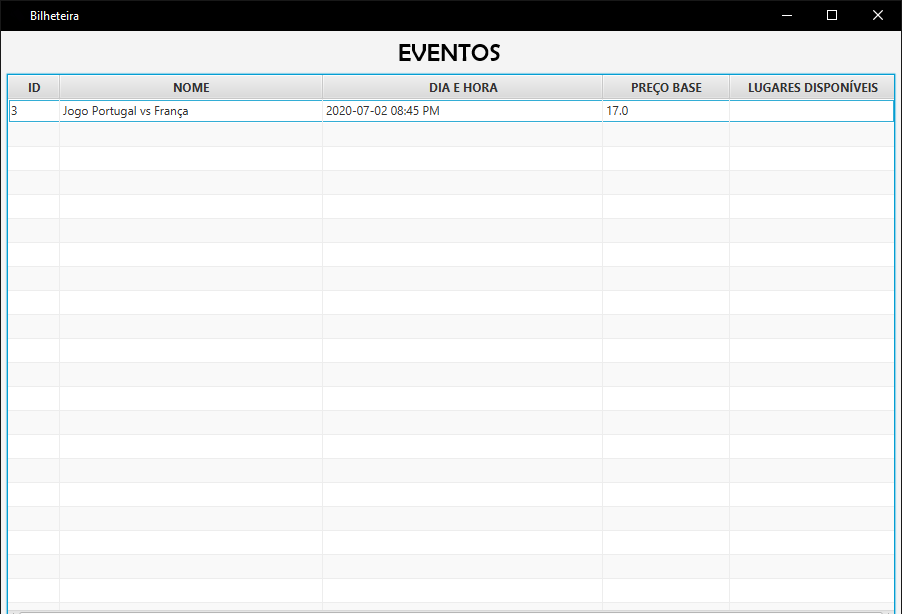 Bilheteira
EVENTOS
ID NOME DIA E HORA PREÇO BASE LUGARES DISPONÍVEIS
3 Jogo Portugal vs França 2020-07-02 08:45 PM 17.0